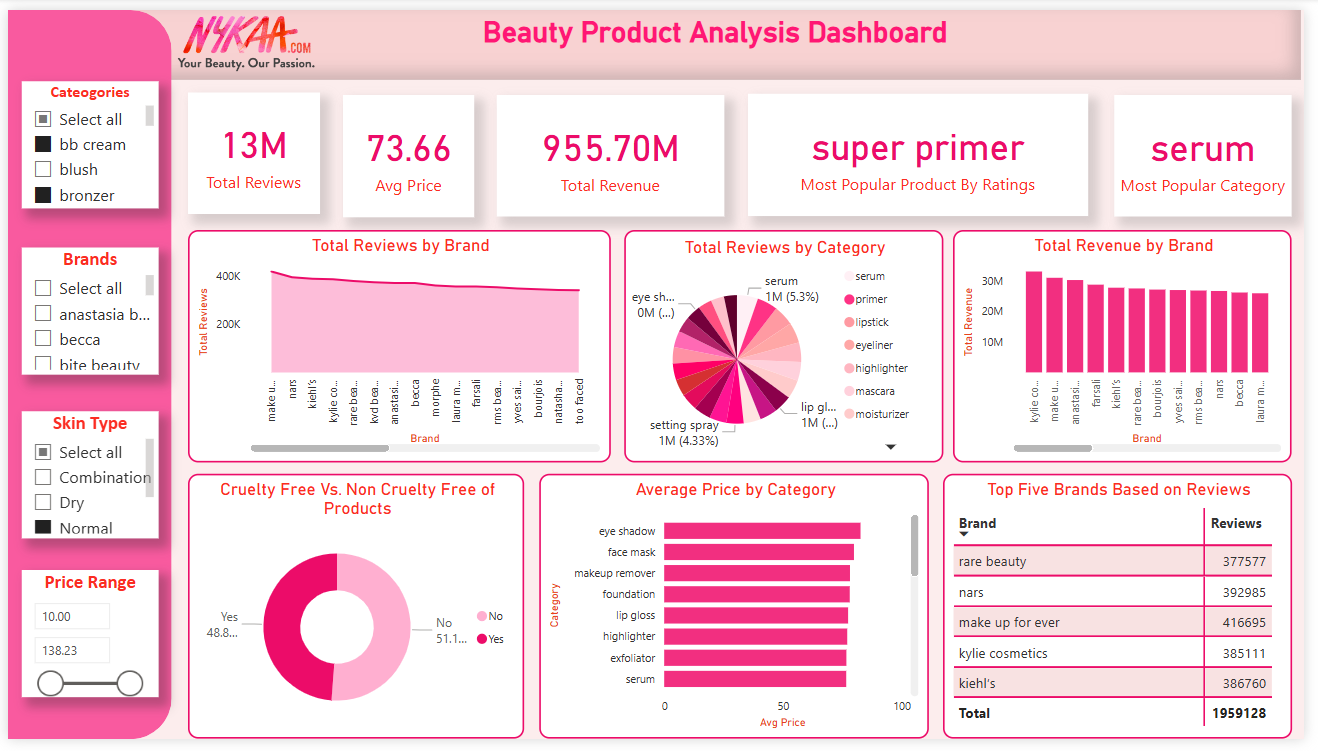 NYKAA.COM
Your Beauty. Our Passion.
Beauty Product Analysis Dashboard
Cateogories
Select all
bb cream
blush
bronzer
Brands
Select all
anastasia b...
becca
bite beauty
Skin Type
Select all
Combination
Dry
Normal
Price Range
10.00
138.23
13M
Total Reviews
73.66
Avg Price
955.70M
Total Revenue
super primer
Most Popular Product By Ratings
serum
Most Popular Category
Total Reviews by Brand
Total Reviews
400K
200K
make u...
nars
kiehl's
kylie co...
rare bea...
kvd bea...
anastasi...
becca
morphe
laura m...
farsali
rms bea...
yves sai...
bourjois
natasha...
too faced
Brand
Total Reviews by Category
serum
1M (5.3%)
eye sh...
0M (...)
lip gl...
1M (...)
setting spray
1M (4.33%)
serum
primer
lipstick
eyeliner
highlighter
mascara
moisturizer
Total Revenue by Brand
Total Revenue
30M
20M
10M
kylie co...
make u...
anastasi...
farsali
kiehl's
rare bea...
bourjois
yves sai...
rms bea...
nars
becca
laura m...
Brand
Cruelty Free Vs. Non Cruelty Free of
Products
Yes
48.8...
No
51.1...
No
Yes
Average Price by Category
Category
eye shadow
face mask
makeup remover
foundation
lip gloss
highlighter
exfoliator
serum
0 50 100
Avg Price
Top Five Brands Based on Reviews
Brand Reviews
rare beauty 377577
nars 392985
make up for ever 416695
kylie cosmetics 385111
kiehl's 386760
Total 1959128